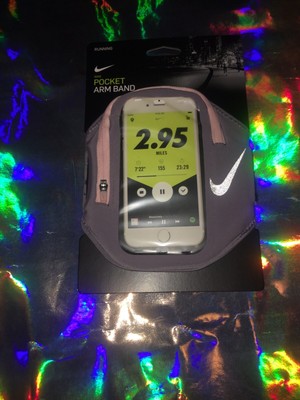 RUNNING
POCKET
ARM BAND
2.95
MILES
7'22"
155
23:29